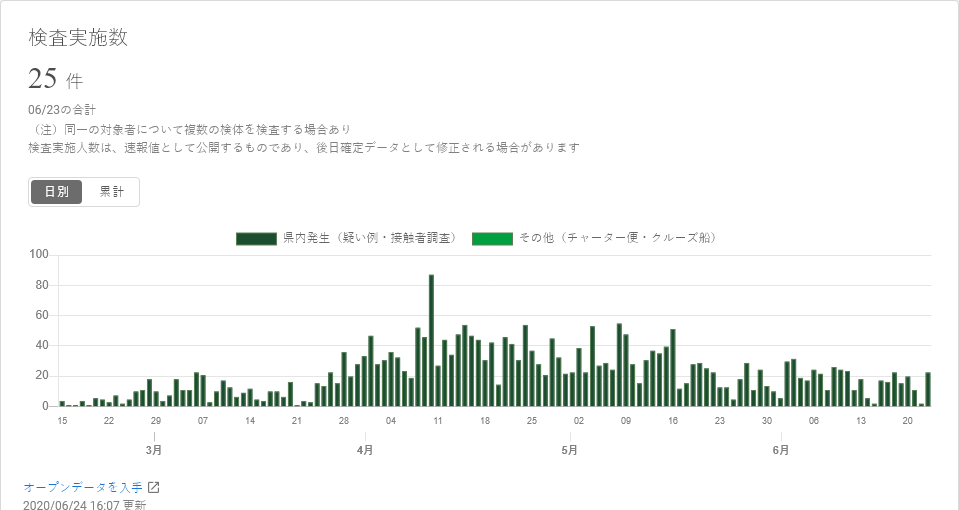 検査実施数
25 件
06/23の合計
（注）同一の対象者について複数の検体を検査する場合あり
検査実施人数は、速報値として公開するものであり、後日確定データとして修正される場合があります
日別 累計
県内発生（疑い例・接触者調査） その他（チャーター便・クルーズ船）
100
80
60
40
20
0
15 22 29 07 14 21 28 04 11 18 25 02 09 16 23 30 06 13 20
3月 4月 5月 6月
オープンデータを入手
2020/06/24 16:07 更新